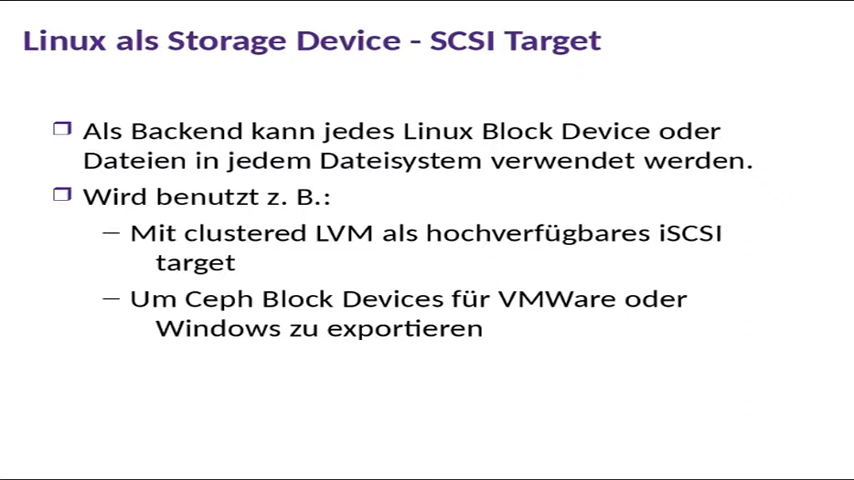 Linux als Storage Device - SCSI Target
❐ Als Backend kann jedes Linux Block Device oder
Dateien in jedem Dateisystem verwendet werden.
❐ Wird benutzt z. B.:
– Mit clustered LVM als hochverfügbares iSCSI
target
– Um Ceph Block Devices für VMWare oder
Windows zu exportieren